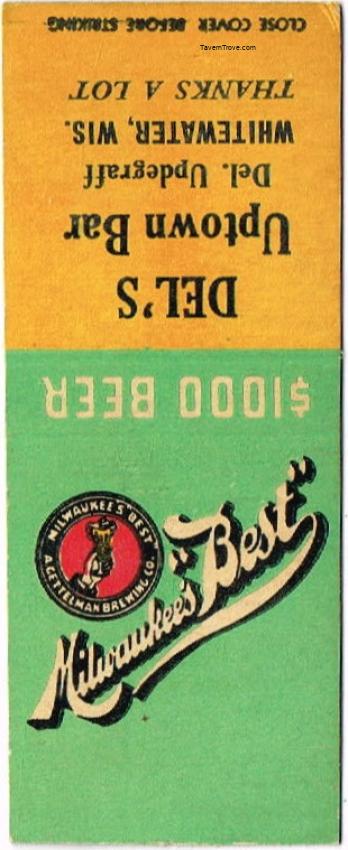 CLOSE COVER BEFORE STRIKING
TavernTrove.com
DEL'S
Uptown Bar
Del. Updegraff
WHITEWATER, WIS.
THANKS A LOT
$1000 BEER
MILWAUKEE'S "BEST"
A. GETTELMAN BREWING CO.
Milwaukee's
"Best"